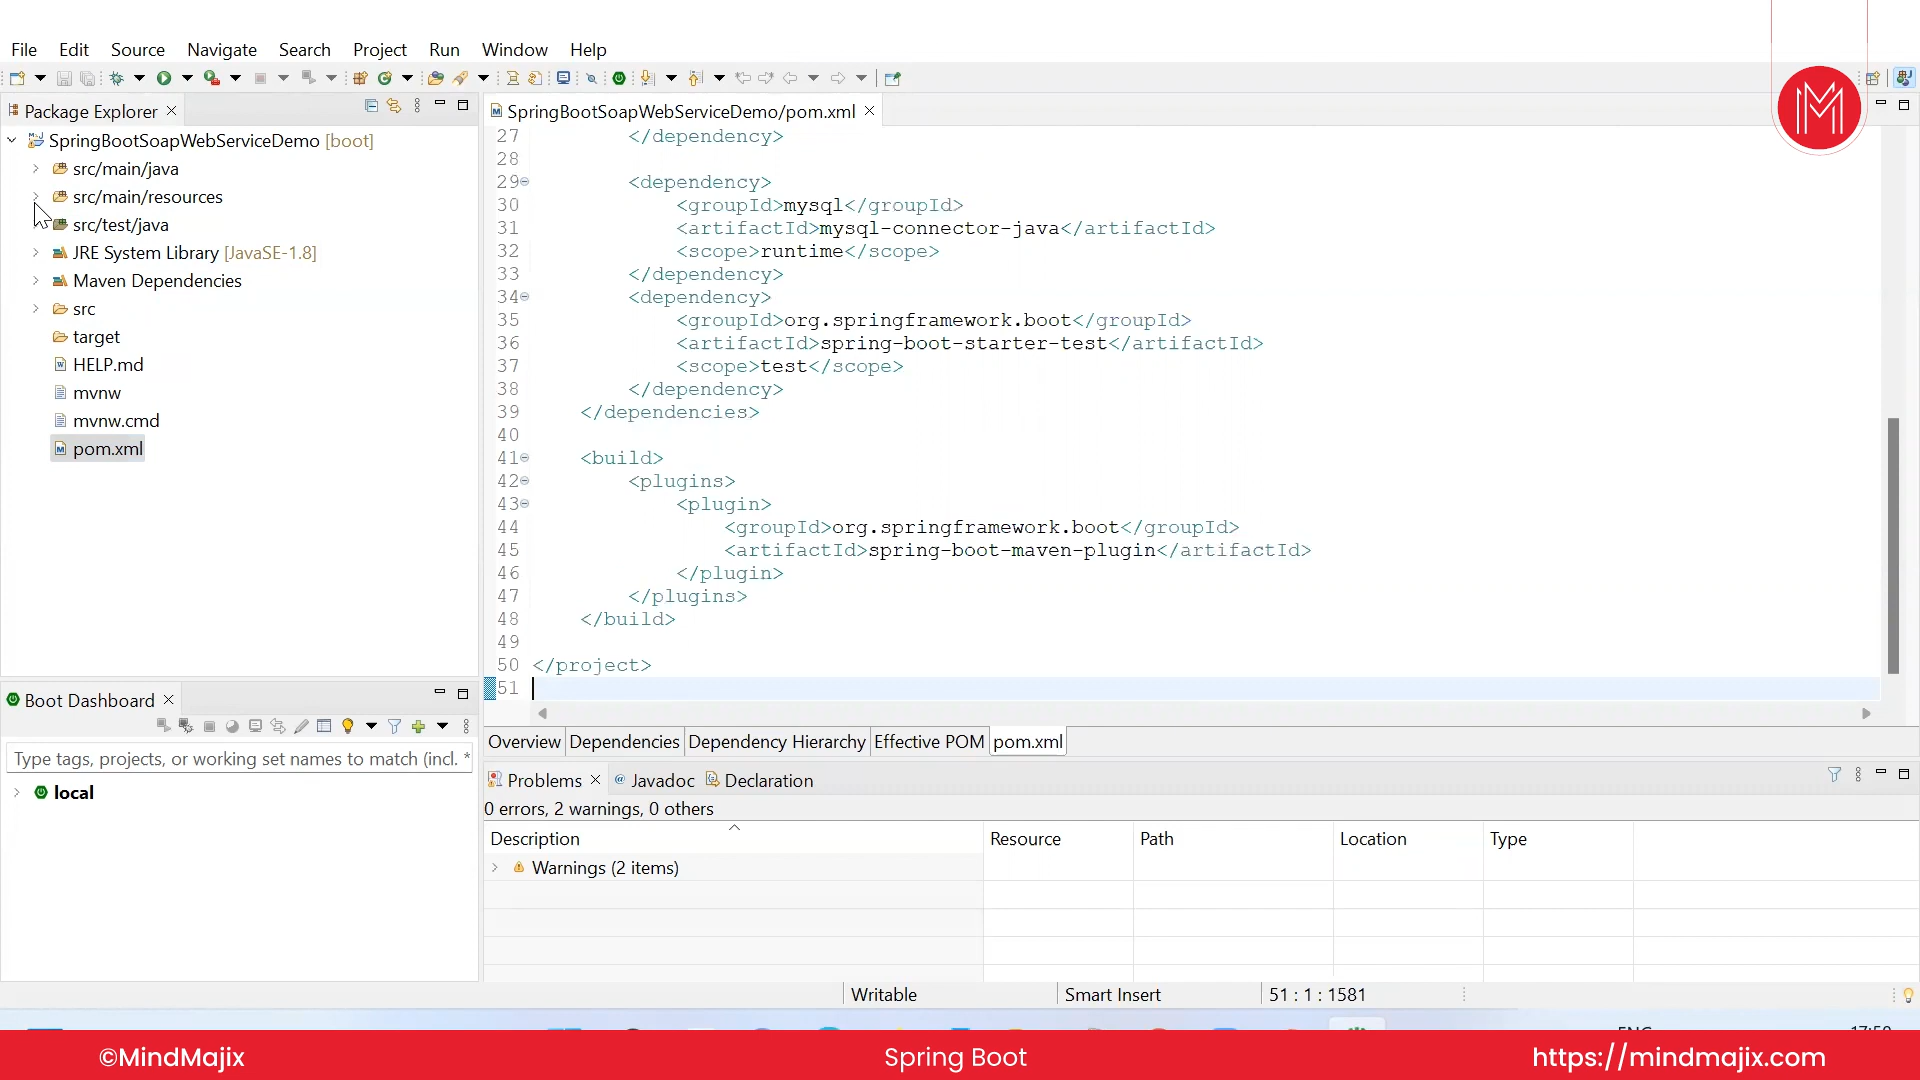 File Edit Source Navigate Search Project Run Window Help
Package Explorer
SpringBootSoapWebServiceDemo [boot]
src/main/java
src/main/resources
src/test/java
JRE System Library [JavaSE-1.8]
Maven Dependencies
src
target
HELP.md
mvnw
mvnw.cmd
pom.xml
SpringBootSoapWebServiceDemo/pom.xml
27 </dependency>
28
29 <dependency>
30 <groupId>mysql</groupId>
31 <artifactId>mysql-connector-java</artifactId>
32 <scope>runtime</scope>
33 </dependency>
34 <dependency>
35 <groupId>org.springframework.boot</groupId>
36 <artifactId>spring-boot-starter-test</artifactId>
37 <scope>test</scope>
38 </dependency>
39 </dependencies>
40
41 <build>
42 <plugins>
43 <plugin>
44 <groupId>org.springframework.boot</groupId>
45 <artifactId>spring-boot-maven-plugin</artifactId>
46 </plugin>
47 </plugins>
48 </build>
49
50 </project>
51
Overview Dependencies Dependency Hierarchy Effective POM pom.xml
Boot Dashboard
Type tags, projects, or working set names to match (incl. *
local
Problems Javadoc Declaration
0 errors, 2 warnings, 0 others
Description Resource Path Location Type
Warnings (2 items)
Writable Smart Insert 51 : 1 : 1581
©MindMajix Spring Boot https://mindmajix.com